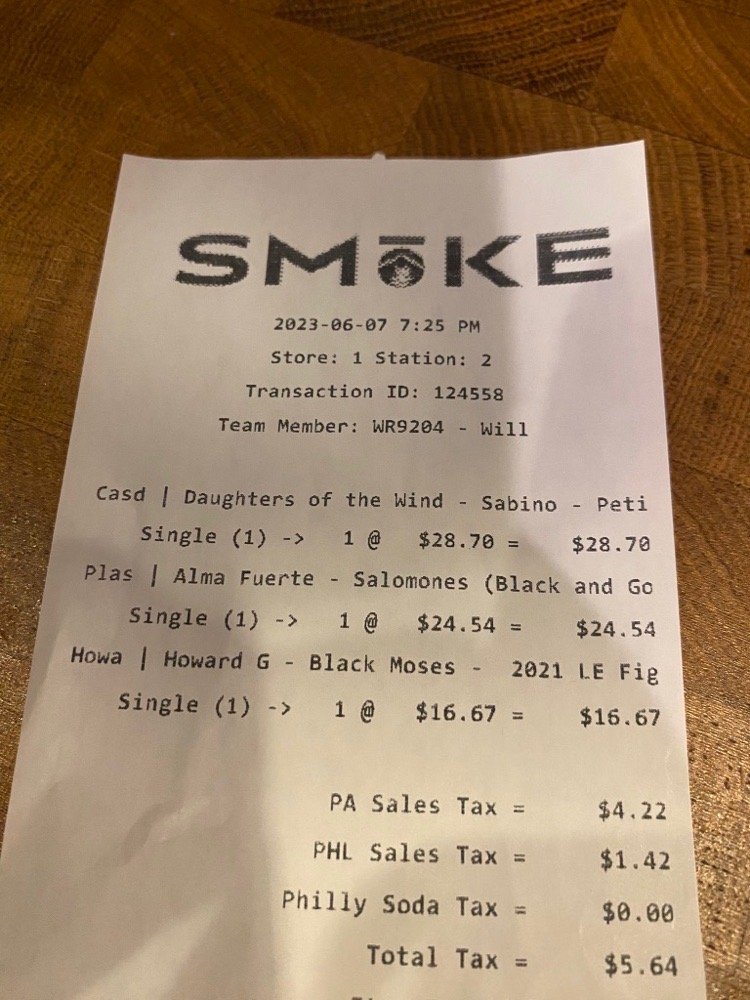 SMŌKE
2023-06-07 7:25 PM
Store: 1 Station: 2
Transaction ID: 124558
Team Member: WR9204 - Will
Casd | Daughters of the Wind - Sabino - Peti
Single (1) -> 1 @ $28.70 = $28.70
Plas | Alma Fuerte - Salomones (Black and Go
Single (1) -> 1 @ $24.54 = $24.54
Howa | Howard G - Black Moses - 2021 LE Fig
Single (1) -> 1 @ $16.67 = $16.67
PA Sales Tax = $4.22
PHL Sales Tax = $1.42
Philly Soda Tax = $0.00
Total Tax = $5.64